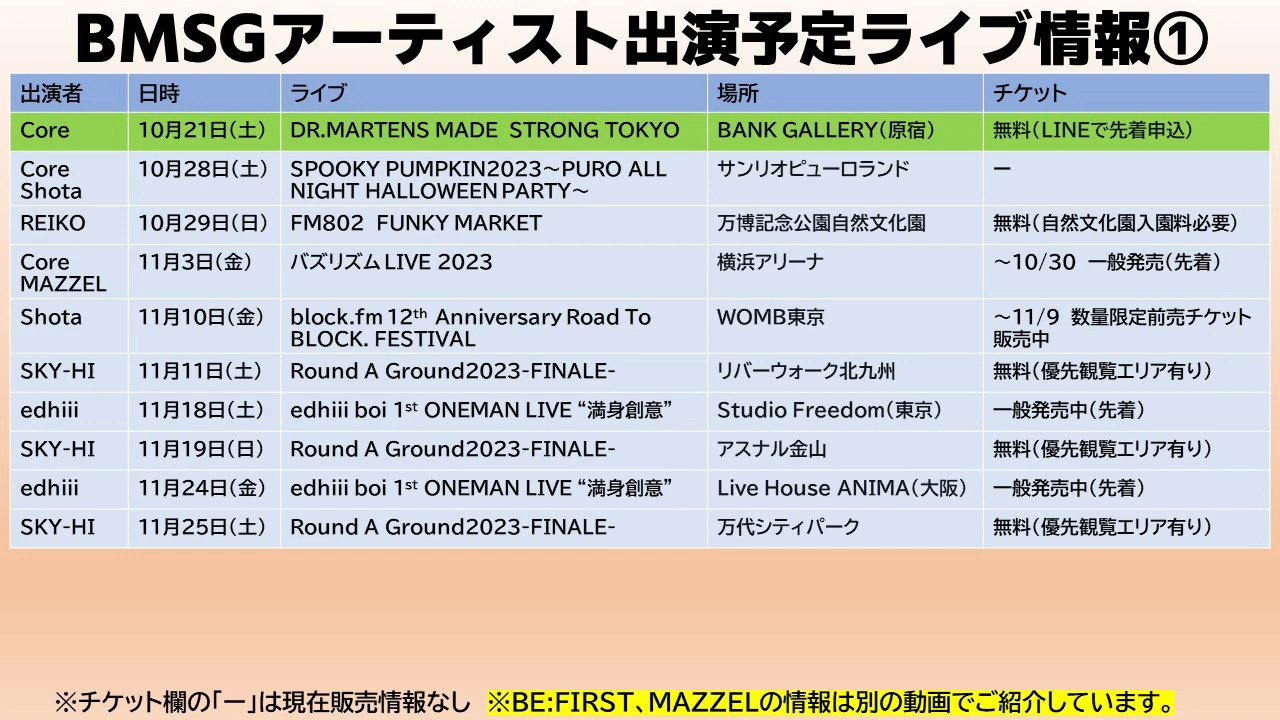 BMSGアーティスト出演予定ライブ情報①
出演者 日時 ライブ 場所 チケット
Core 10月21日(土) DR.MARTENS MADE STRONG TOKYO BANK GALLERY(原宿) 無料(LINEで先着申込)
Core 10月28日(土) SPOOKY PUMPKIN2023～PURO ALL サンリオピューロランド ー
Shota NIGHT HALLOWEEN PARTY～
REIKO 10月29日(日) FM802 FUNKY MARKET 万博記念公園自然文化園 無料(自然文化園入園料必要)
Core 11月3日(金) バズリズムLIVE 2023 横浜アリーナ ～10/30 一般発売(先着)
MAZZEL
Shota 11月10日(金) block.fm 12th Anniversary Road To WOMB東京 ～11/9 数量限定前売チケット
BLOCK. FESTIVAL 販売中
SKY-HI 11月11日(土) Round A Ground2023-FINALE- リバーウォーク北九州 無料(優先観覧エリア有り)
edhiii 11月18日(土) edhiii boi 1st ONEMAN LIVE “満身創意” Studio Freedom(東京) 一般発売中(先着)
SKY-HI 11月19日(日) Round A Ground2023-FINALE- アスナル金山 無料(優先観覧エリア有り)
edhiii 11月24日(金) edhiii boi 1st ONEMAN LIVE “満身創意” Live House ANIMA(大阪) 一般発売中(先着)
SKY-HI 11月25日(土) Round A Ground2023-FINALE- 万代シティパーク 無料(優先観覧エリア有り)
※チケット欄の「ー」は現在販売情報なし ※BE:FIRST、MAZZELの情報は別の動画でご紹介しています。